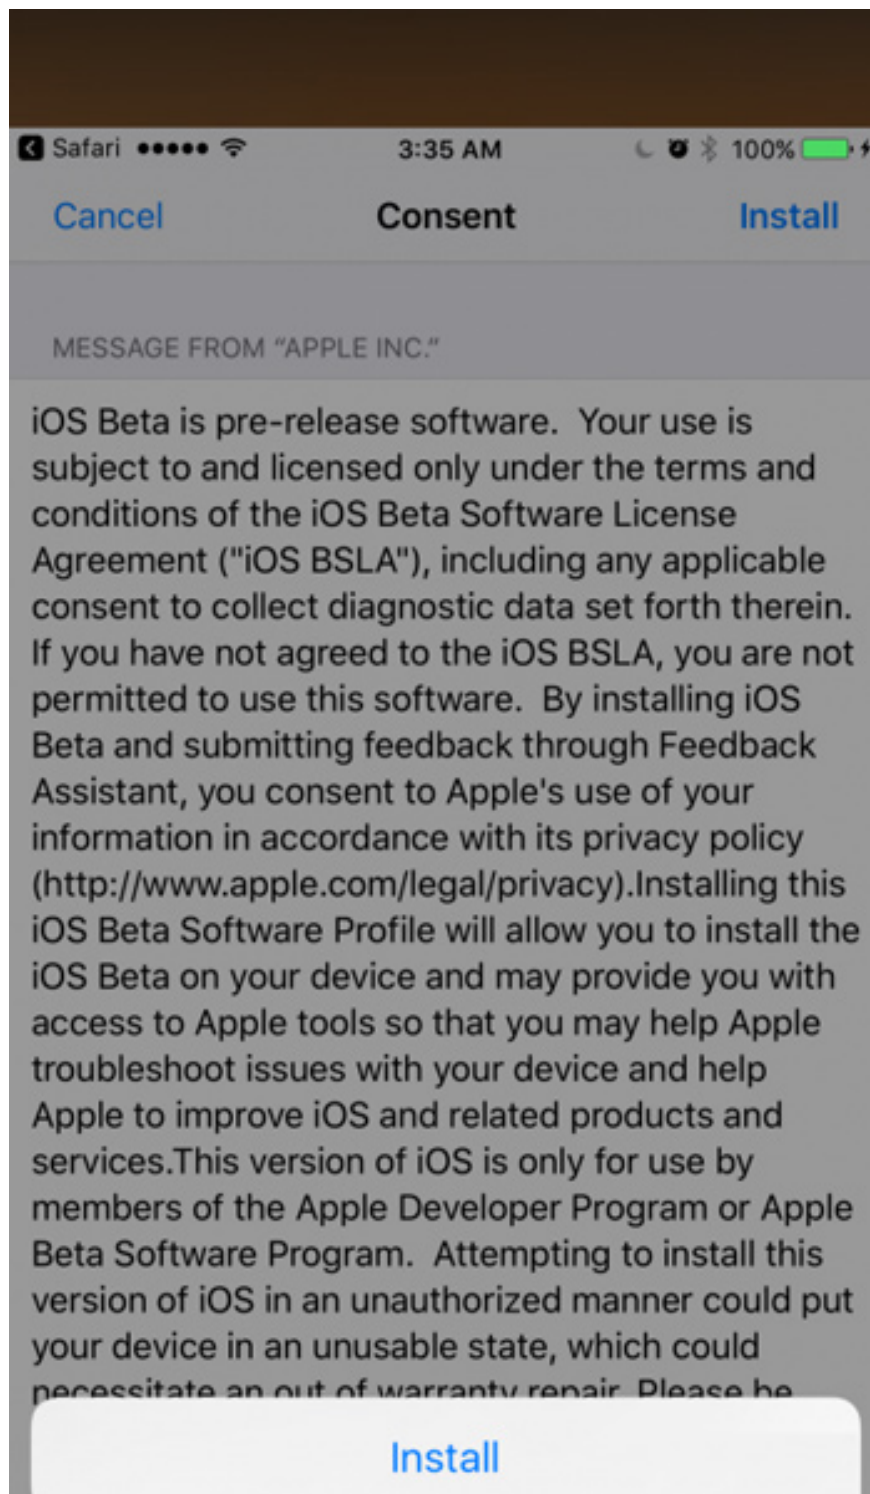 Safari 3:35 AM 100%
Cancel Consent Install
MESSAGE FROM “APPLE INC.”
iOS Beta is pre-release software.  Your use is
subject to and licensed only under the terms and
conditions of the iOS Beta Software License
Agreement ("iOS BSLA"), including any applicable
consent to collect diagnostic data set forth therein.
If you have not agreed to the iOS BSLA, you are not
permitted to use this software.  By installing iOS
Beta and submitting feedback through Feedback
Assistant, you consent to Apple's use of your
information in accordance with its privacy policy
(http://www.apple.com/legal/privacy).Installing this
iOS Beta Software Profile will allow you to install the
iOS Beta on your device and may provide you with
access to Apple tools so that you may help Apple
troubleshoot issues with your device and help
Apple to improve iOS and related products and
services.This version of iOS is only for use by
members of the Apple Developer Program or Apple
Beta Software Program.  Attempting to install this
version of iOS in an unauthorized manner could put
your device in an unusable state, which could
necessitate an out of warranty repair. Please be
Install